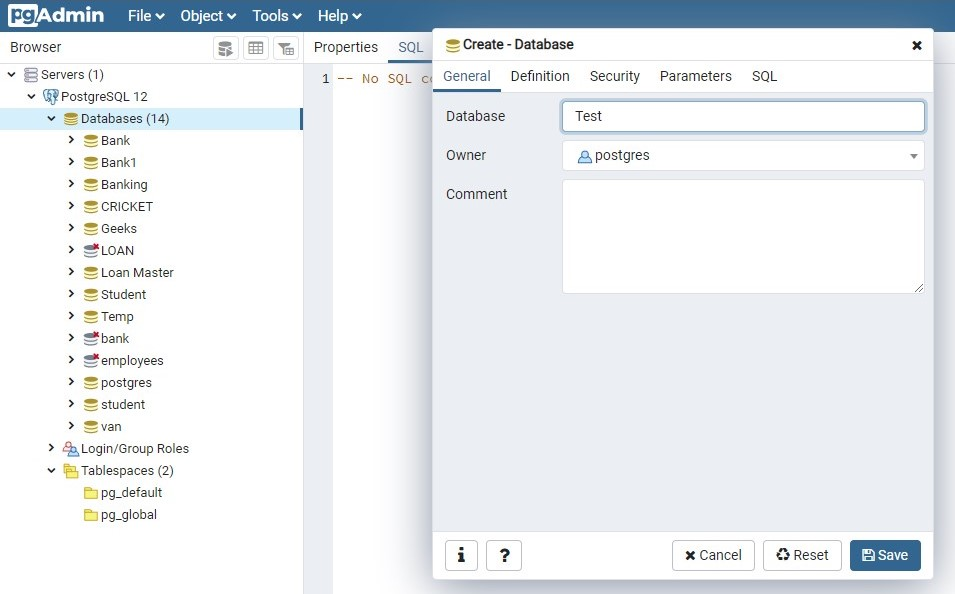 pgAdmin File Object Tools Help
Browser
Properties SQL
Servers (1)
PostgreSQL 12
Databases (14)
Bank
Bank1
Banking
CRICKET
Geeks
LOAN
Loan Master
Student
Temp
bank
employees
postgres
student
van
Login/Group Roles
Tablespaces (2)
pg_default
pg_global
1 -- No SQL
Create - Database
General Definition Security Parameters SQL
Database Test
Owner postgres
Comment
i ? Cancel Reset Save